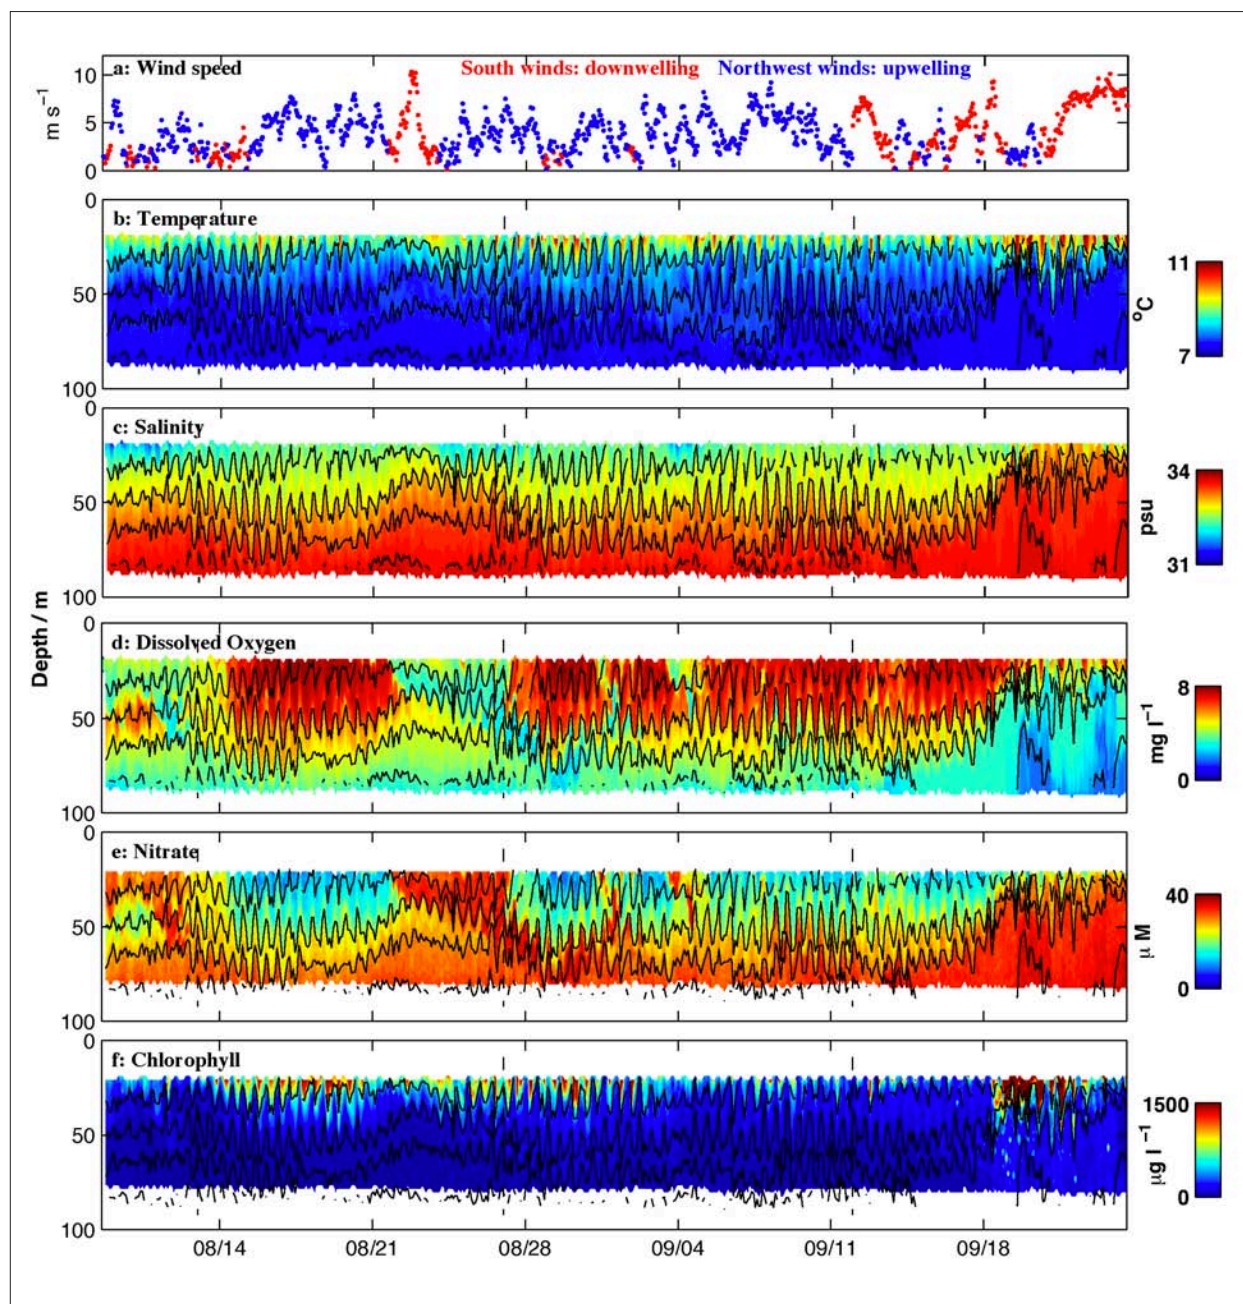 a: Wind speed
South winds: downwelling Northwest winds: upwelling
10
5
0
m s⁻¹
b: Temperature
0
50
100
11
7
°C
c: Salinity
0
50
100
34
31
psu
Depth / m
d: Dissolved Oxygen
0
50
100
8
0
mg l⁻¹
e: Nitrate
0
50
100
40
0
μ M
f: Chlorophyll
0
50
100
1500
0
μg l⁻¹
08/14 08/21 08/28 09/04 09/11 09/18